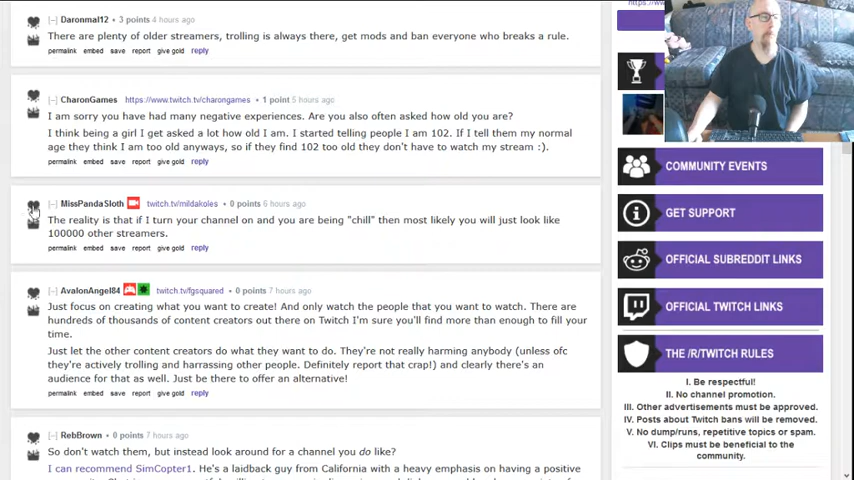 https://www
[–] Daronmal12 • 3 points 4 hours ago
There are plenty of older streamers, trolling is always there, get mods and ban everyone who breaks a rule.
permalink embed save report give gold reply
[–] CharonGames https://www.twitch.tv/charongames • 1 point 5 hours ago
I am sorry you have had many negative experiences. Are you also often asked how old you are?
I think being a girl I get asked a lot how old I am. I started telling people I am 102. If I tell them my normal
age they think I am too old anyways, so if they find 102 too old they don't have to watch my stream :).
permalink embed save report give gold reply
[–] MissPandaSloth twitch.tv/mildakoles • 0 points 6 hours ago
The reality is that if I turn your channel on and you are being "chill" then most likely you will just look like
100000 other streamers.
permalink embed save report give gold reply
[–] AvalonAngel84 twitch.tv/fgsquared • 0 points 7 hours ago
Just focus on creating what you want to create! And only watch the people that you want to watch. There are
hundreds of thousands of content creators out there on Twitch I'm sure you'll find more than enough to fill your
time.
Just let the other content creators do what they want to do. They're not really harming anybody (unless ofc
they're actively trolling and harrassing other people. Definitely report that crap!) and clearly there's an
audience for that as well. Just be there to offer an alternative!
permalink embed save report give gold reply
[–] RebBrown • 0 points 7 hours ago
So don't watch them, but instead look around for a channel you do like?
I can recommend SimCopter1. He's a laidback guy from California with a heavy emphasis on having a positive
COMMUNITY EVENTS
GET SUPPORT
OFFICIAL SUBREDDIT LINKS
OFFICIAL TWITCH LINKS
THE /R/TWITCH RULES
I. Be respectful!
II. No channel promotion.
III. Other advertisements must be approved.
IV. Posts about Twitch bans will be removed.
V. No dump/runs, repetitive topics or spam.
VI. Clips must be beneficial to the
community.